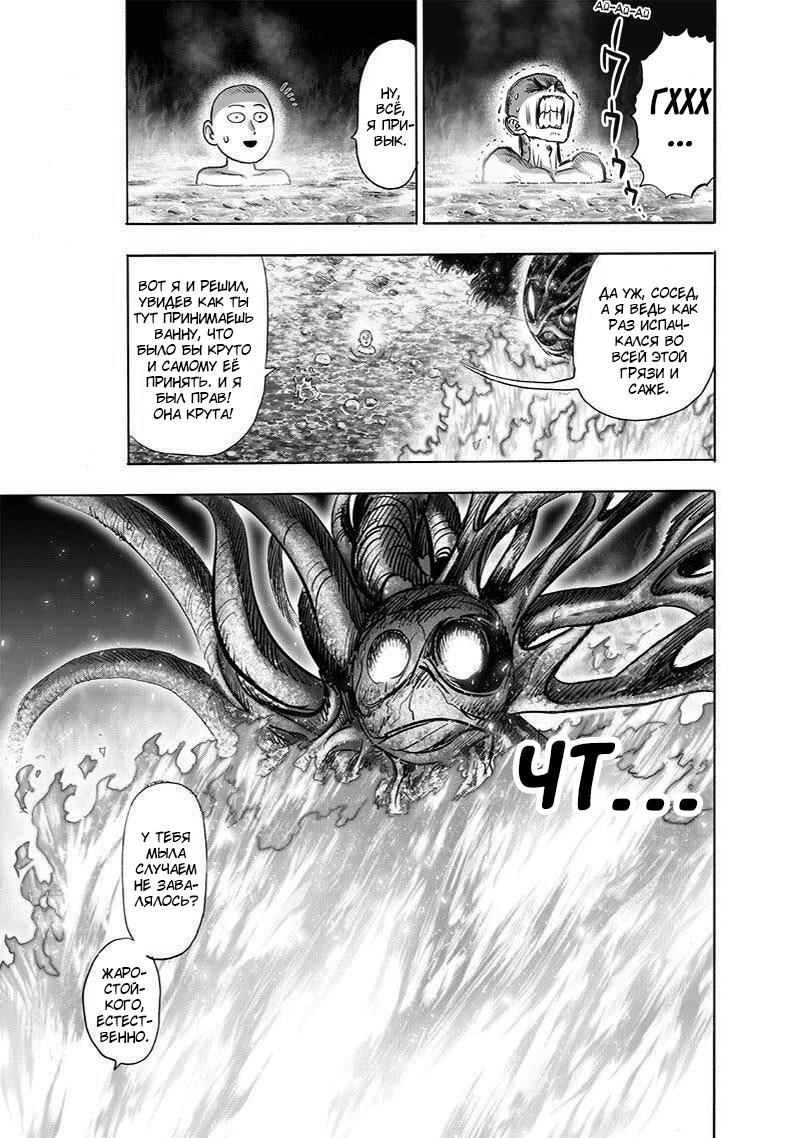 АЙ-АЙ-АЙ
ГХХХ
...
НУ,
ВСЁ,
Я ПРИ-
ВЫК.
ДА УЖ, СОСЕД,
А Я ВЕДЬ КАК
РАЗ ИСПАЧ-
КАЛСЯ ВО
ВСЕЙ ЭТОЙ
ГРЯЗИ И
САЖЕ.
ВОТ Я И РЕШИЛ,
УВИДЕВ КАК ТЫ
ТУТ ПРИНИМАЕШЬ
ВАННУ, ЧТО
БЫЛО БЫ КРУТО
И САМОМУ ЕЁ
ПРИНЯТЬ. И Я
БЫЛ ПРАВ!
ОНА КРУТА!
ЧТ...
У ТЕБЯ
МЫЛА
СЛУЧАЕМ
НЕ ЗАВА-
ЛЯЛОСЬ?
ЖАРО-
СТОЙ-
КОГО,
ЕСТЕСТ-
ВЕННО.